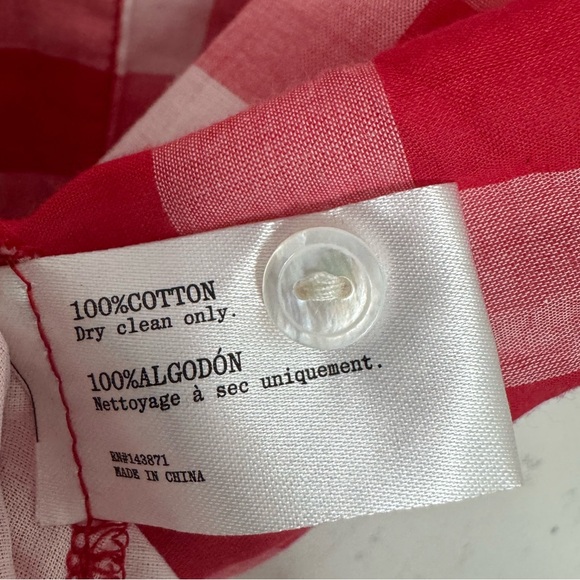 100%COTTON
Dry clean only.
100%ALGODÓN
Nettoyage à sec uniquement.
RN#143871
MADE IN CHINA